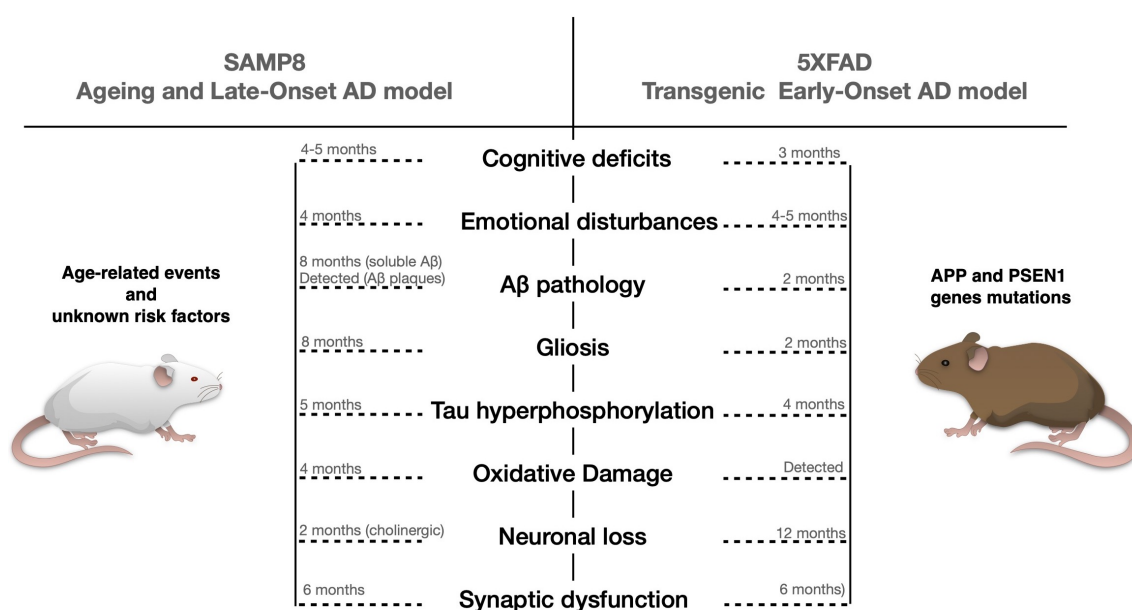 SAMP8
Ageing and Late-Onset AD model
5XFAD
Transgenic Early-Onset AD model
4-5 months
Cognitive deficits
3 months
4 months
Emotional disturbances
4-5 months
8 months (soluble Aβ)
Detected (Aβ plaques)
Aβ pathology
2 months
Age-related events
and
unknown risk factors
APP and PSEN1
genes mutations
8 months
Gliosis
2 months
5 months
Tau hyperphosphorylation
4 months
4 months
Oxidative Damage
Detected
2 months (cholinergic)
Neuronal loss
12 months
6 months
Synaptic dysfunction
6 months)